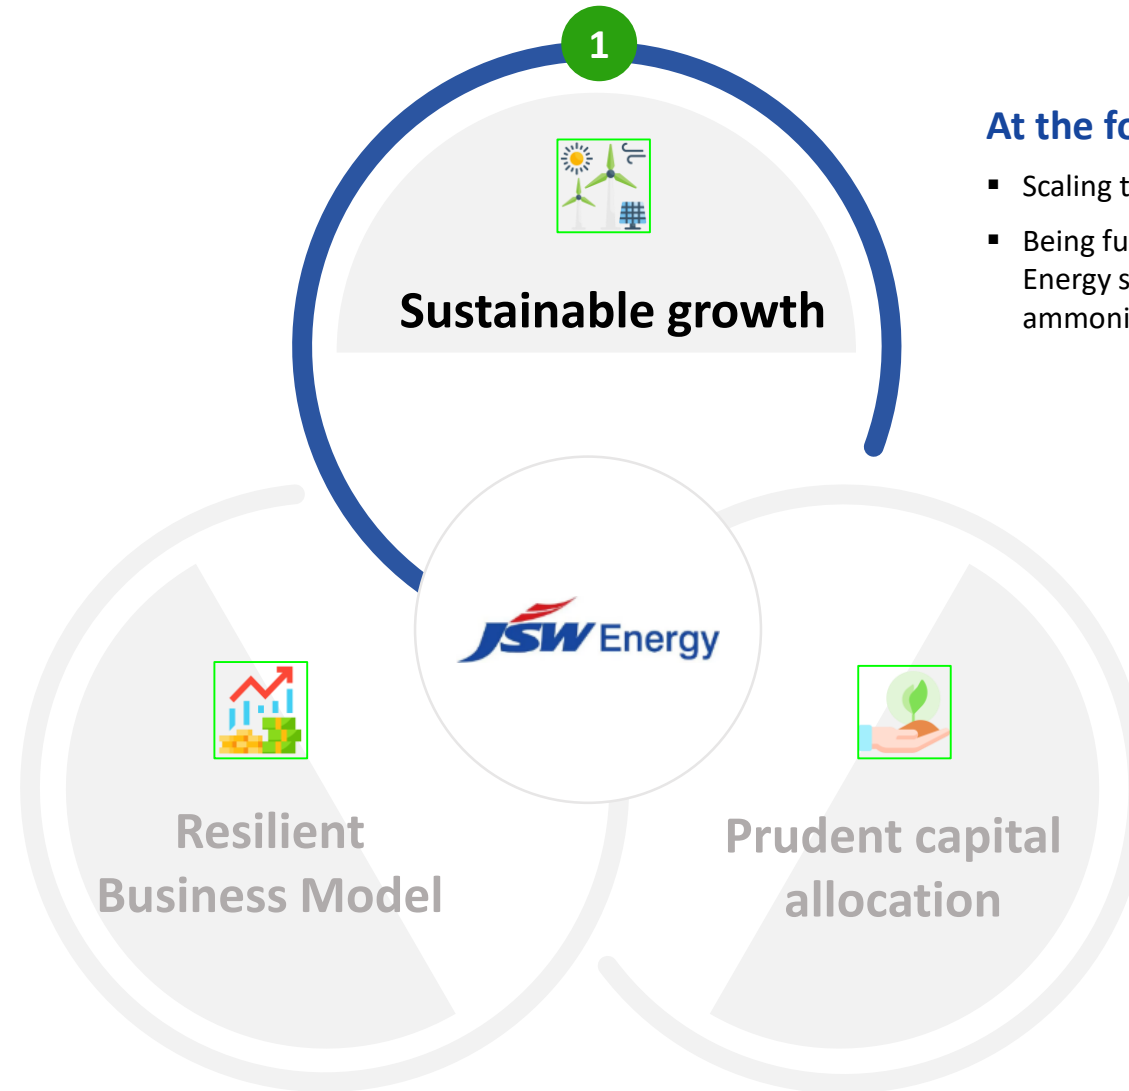 1
At the fo
▪ Scaling t
▪ Being fu
Energy s
ammoni
Sustainable growth
JSW Energy
Resilient
Business Model
Prudent capital
allocation